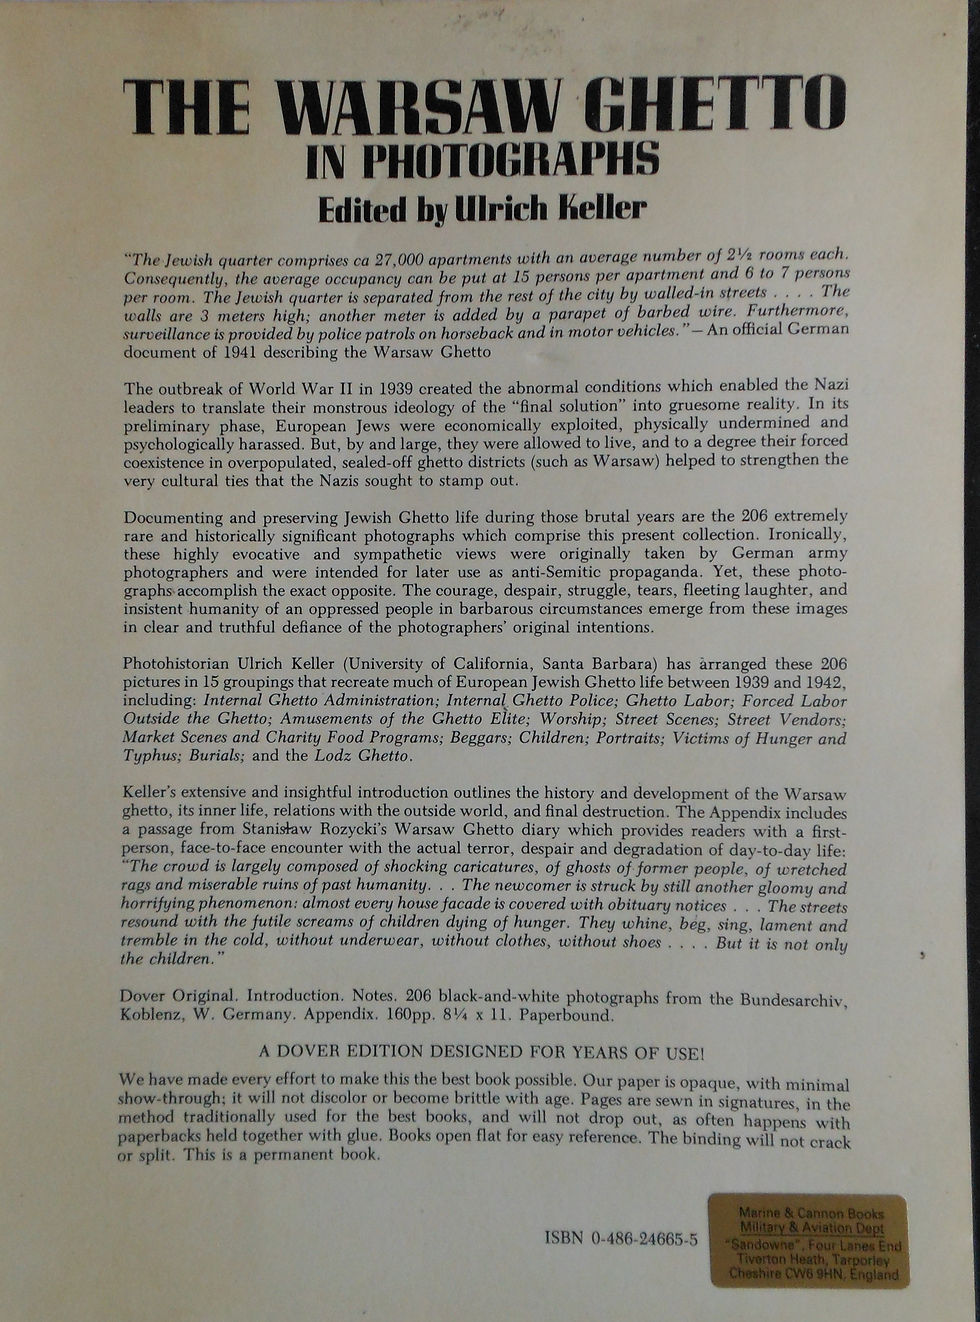 THE WARSAW GHETTO
IN PHOTOGRAPHS
Edited by Ulrich Keller
"The Jewish quarter comprises ca 27,000 apartments with an average number of 2½ rooms each.
Consequently, the average occupancy can be put at 15 persons per apartment and 6 to 7 persons
per room. The Jewish quarter is separated from the rest of the city by walled-in streets . . . . The
walls are 3 meters high; another meter is added by a parapet of barbed wire. Furthermore,
surveillance is provided by police patrols on horseback and in motor vehicles."—An official German
document of 1941 describing the Warsaw Ghetto
The outbreak of World War II in 1939 created the abnormal conditions which enabled the Nazi
leaders to translate their monstrous ideology of the "final solution" into gruesome reality. In its
preliminary phase, European Jews were economically exploited, physically undermined and
psychologically harassed. But, by and large, they were allowed to live, and to a degree their forced
coexistence in overpopulated, sealed-off ghetto districts (such as Warsaw) helped to strengthen the
very cultural ties that the Nazis sought to stamp out.
Documenting and preserving Jewish Ghetto life during those brutal years are the 206 extremely
rare and historically significant photographs which comprise this present collection. Ironically,
these highly evocative and sympathetic views were originally taken by German army
photographers and were intended for later use as anti-Semitic propaganda. Yet, these photo-
graphs accomplish the exact opposite. The courage, despair, struggle, tears, fleeting laughter, and
insistent humanity of an oppressed people in barbarous circumstances emerge from these images
in clear and truthful defiance of the photographers' original intentions.
Photohistorian Ulrich Keller (University of California, Santa Barbara) has arranged these 206
pictures in 15 groupings that recreate much of European Jewish Ghetto life between 1939 and 1942,
including: Internal Ghetto Administration; Internal Ghetto Police; Ghetto Labor; Forced Labor
Outside the Ghetto; Amusements of the Ghetto Elite; Worship; Street Scenes; Street Vendors;
Market Scenes and Charity Food Programs; Beggars; Children; Portraits; Victims of Hunger and
Typhus; Burials; and the Lodz Ghetto.
Keller's extensive and insightful introduction outlines the history and development of the Warsaw
ghetto, its inner life, relations with the outside world, and final destruction. The Appendix includes
a passage from Stanisław Rozycki's Warsaw Ghetto diary which provides readers with a first-
person, face-to-face encounter with the actual terror, despair and degradation of day-to-day life:
"The crowd is largely composed of shocking caricatures, of ghosts of former people, of wretched
rags and miserable ruins of past humanity. . . The newcomer is struck by still another gloomy and
horrifying phenomenon: almost every house facade is covered with obituary notices . . . The streets
resound with the futile screams of children dying of hunger. They whine, beg, sing, lament and
tremble in the cold, without underwear, without clothes, without shoes . . . . But it is not only
the children."
Dover Original. Introduction. Notes. 206 black-and-white photographs from the Bundesarchiv,
Koblenz, W. Germany. Appendix. 160pp. 8¼ x 11. Paperbound.
A DOVER EDITION DESIGNED FOR YEARS OF USE!
We have made every effort to make this the best book possible. Our paper is opaque, with minimal
show-through; it will not discolor or become brittle with age. Pages are sewn in signatures, in the
method traditionally used for the best books, and will not drop out, as often happens with
paperbacks held together with glue. Books open flat for easy reference. The binding will not crack
or split. This is a permanent book.
ISBN 0-486-24665-5
Marine & Cannon Books
Military & Aviation Dept
"Sandowne", Four Lanes End
Tiverton Heath, Tarporley
Cheshire CW6 9HN, England